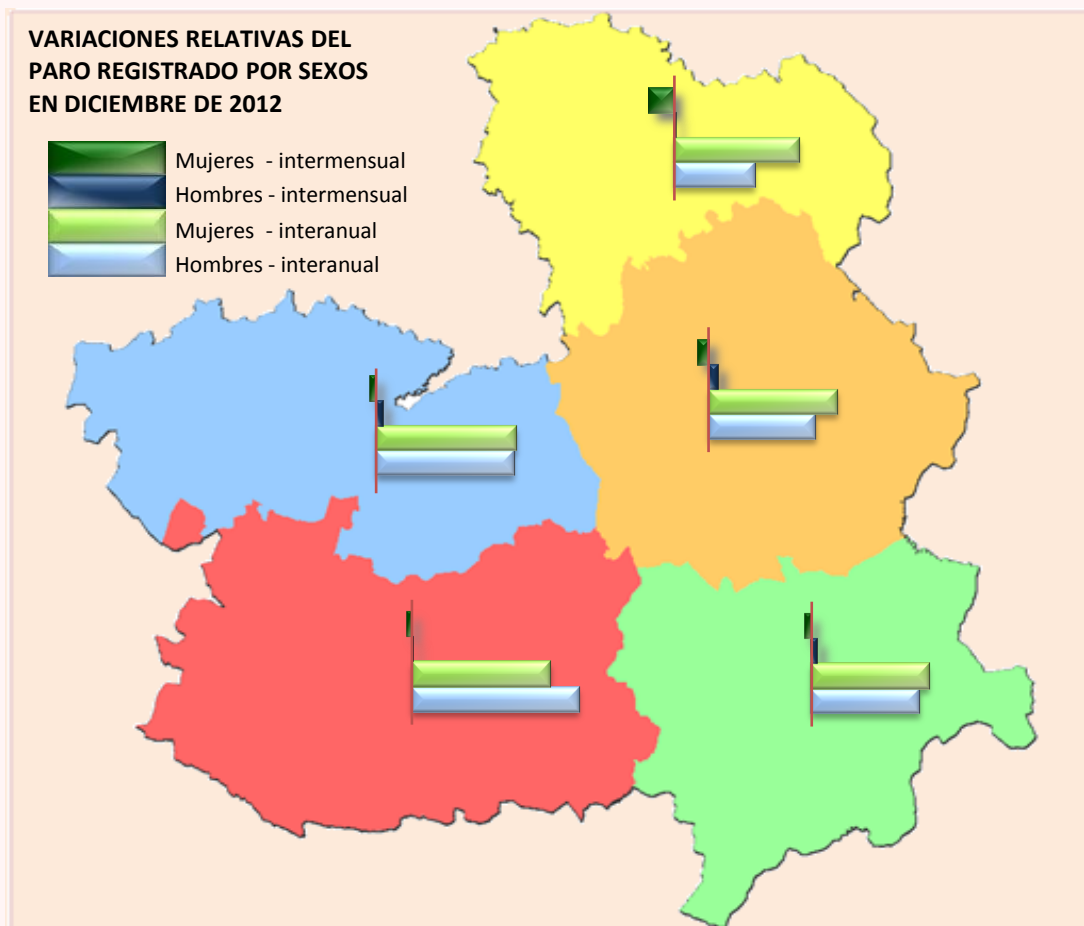 VARIACIONES RELATIVAS DEL
PARO REGISTRADO POR SEXOS
EN DICIEMBRE DE 2012
Mujeres - intermensual
Hombres - intermensual
Mujeres - interanual
Hombres - interanual